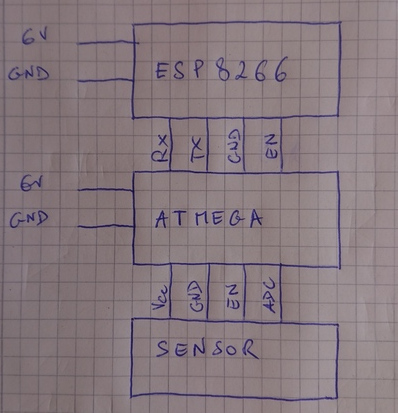 6V
GND
ESP8266
RX TX GND EN
6V
GND
ATMEGA
Vcc GND EN ADC
SENSOR